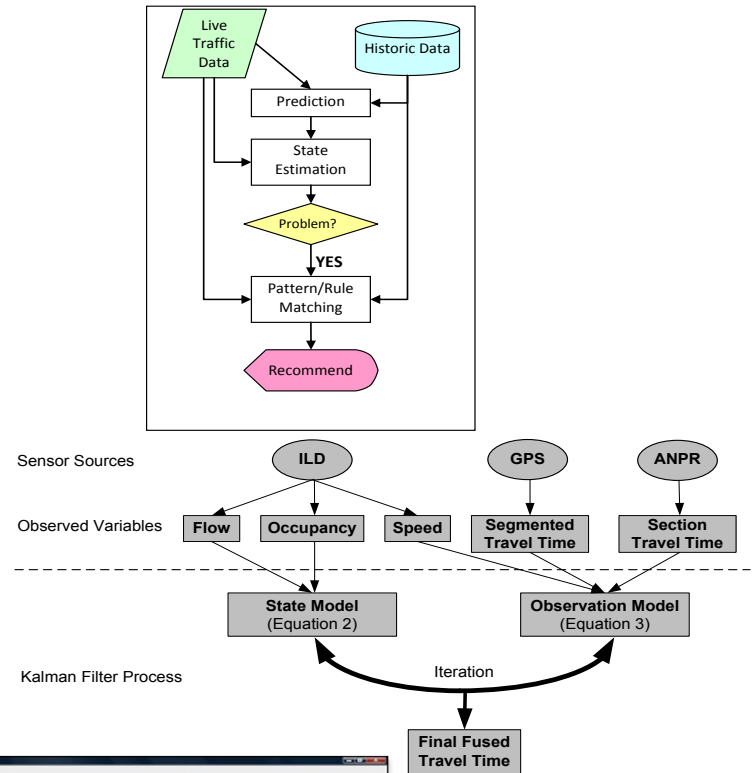 Live
Traffic
Data
Historic Data
Prediction
State
Estimation
Problem?
YES
Pattern/Rule
Matching
Recommend
Sensor Sources
ILD
GPS
ANPR
Observed Variables
Flow
Occupancy
Speed
Segmented
Travel Time
Section
Travel Time
State Model
(Equation 2)
Observation Model
(Equation 3)
Kalman Filter Process
Iteration
Final Fused
Travel Time